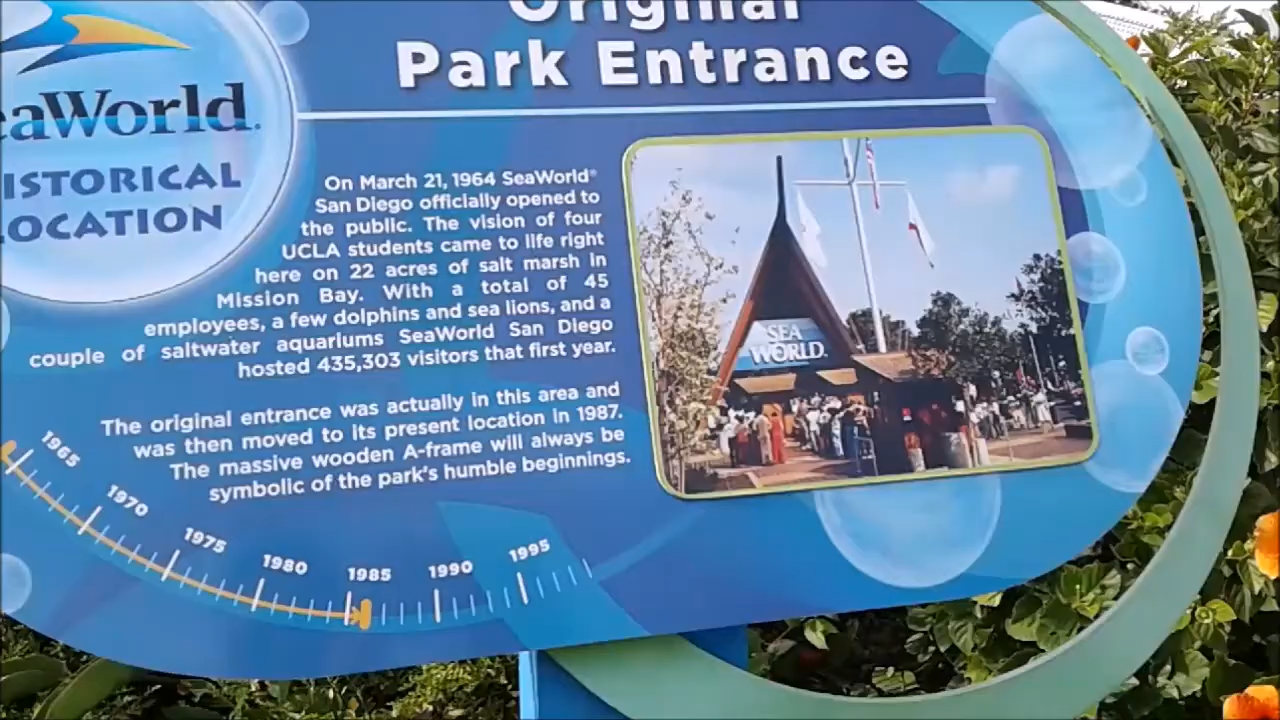 Original
Park Entrance
eaWorld.
ISTORICAL
OCATION
On March 21, 1964 SeaWorld®
San Diego officially opened to
the public. The vision of four
UCLA students came to life right
here on 22 acres of salt marsh in
Mission Bay. With a total of 45
employees, a few dolphins and sea lions, and a
couple of saltwater aquariums SeaWorld San Diego
hosted 435,303 visitors that first year.
The original entrance was actually in this area and
was then moved to its present location in 1987.
The massive wooden A-frame will always be
symbolic of the park's humble beginnings.
SEA
WORLD.
1965
1970
1975
1980
1985
1990
1995